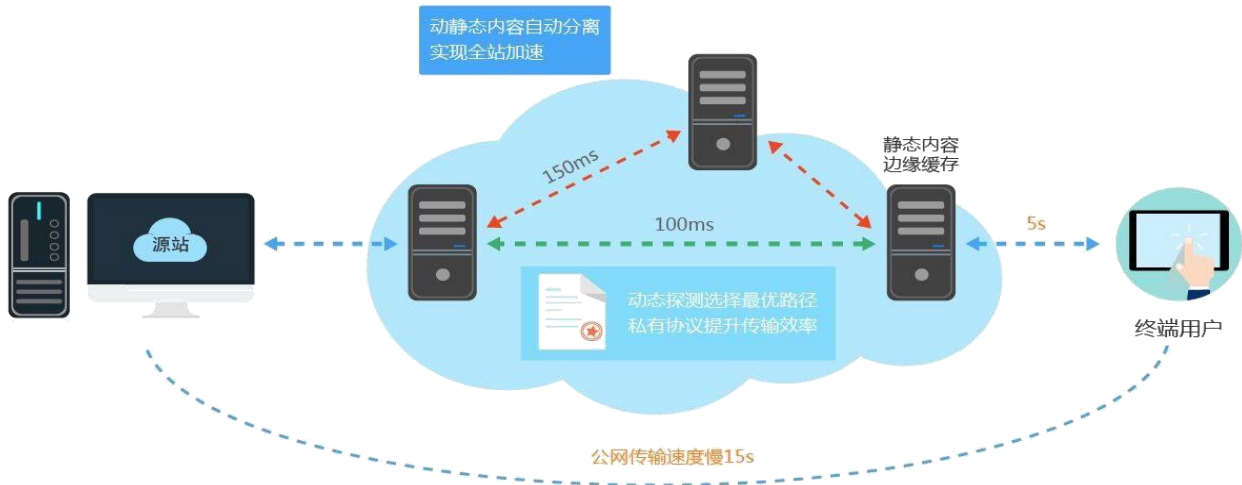 动静态内容自动分离
实现全站加速
静态内容
边缘缓存
150ms
源站
100ms
5s
动态探测选择最优路径
私有协议提升传输效率
终端用户
公网传输速度慢15s